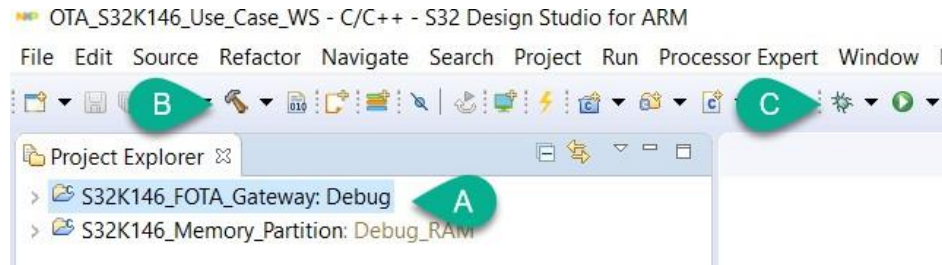 OTA_S32K146_Use_Case_WS - C/C++ - S32 Design Studio for ARM
File Edit Source Refactor Navigate Search Project Run Processor Expert Window
B 010 C
Project Explorer
S32K146_FOTA_Gateway: Debug A
S32K146_Memory_Partition: Debug_RAM